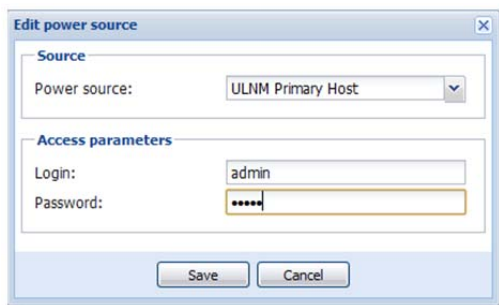 Edit power source
Source
Power source: ULNM Primary Host
Access parameters
Login: admin
Password: •••••
Save Cancel